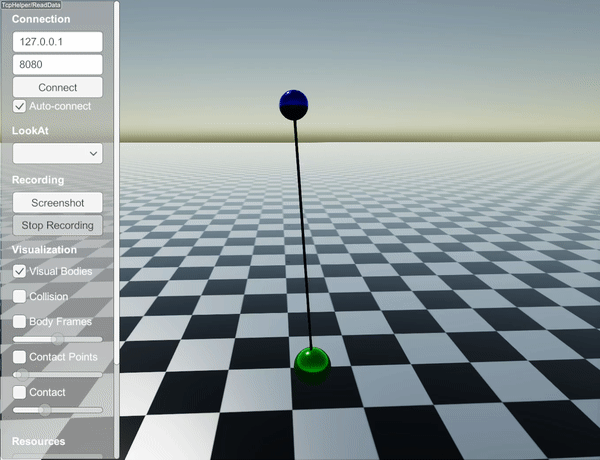 TcpHelper/ReadData
Connection
127.0.0.1
8080
Connect
Auto-connect
LookAt
Recording
Screenshot
Stop Recording
Visualization
Visual Bodies
Collision
Body Frames
Contact Points
Contact
Resources